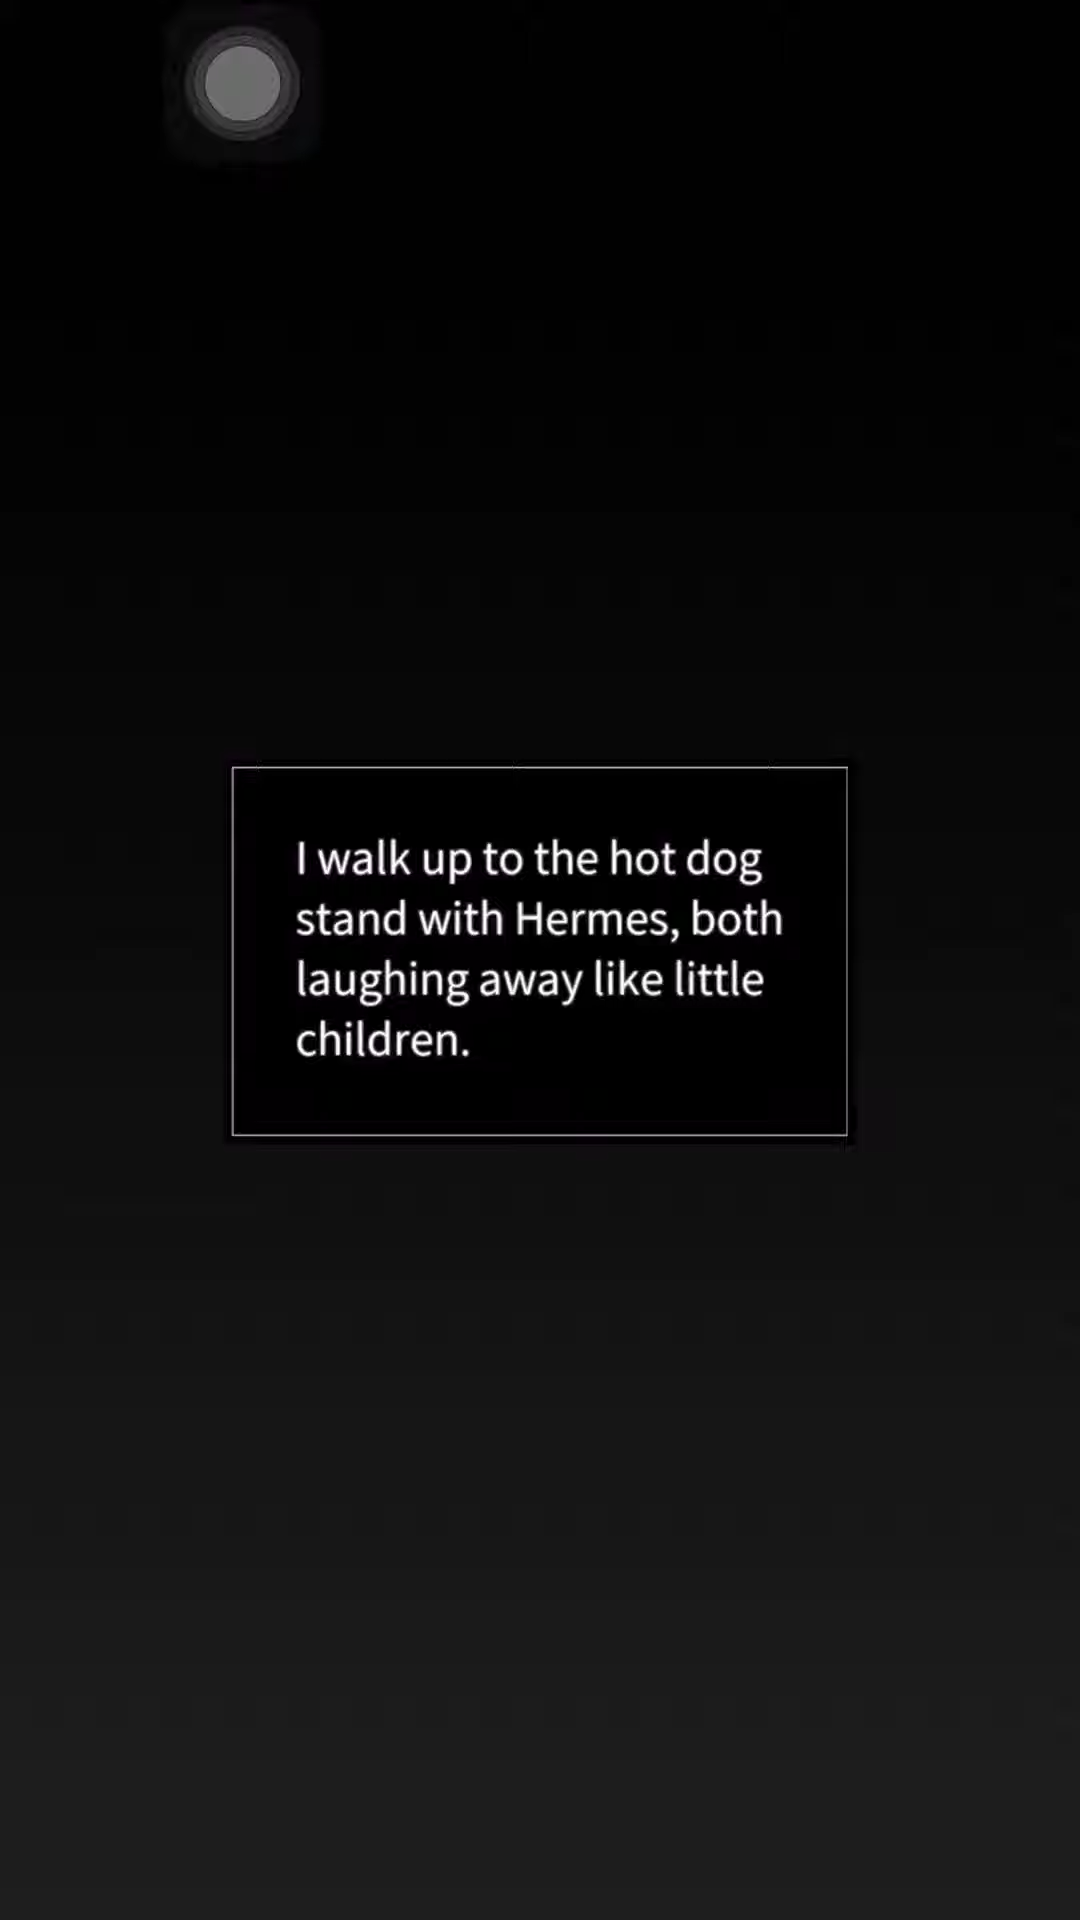 I walk up to the hot dog
stand with Hermes, both
laughing away like little
children.